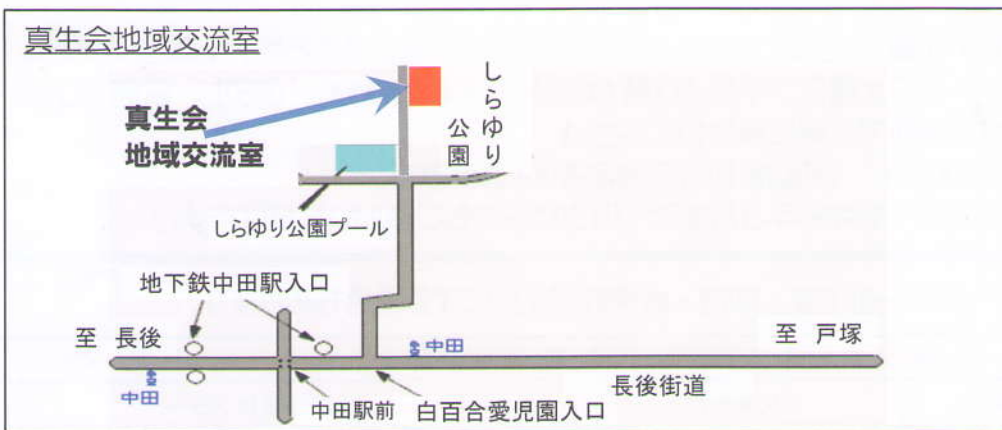 真生会地域交流室
真生会
地域交流室
しらゆり
公園
しらゆり公園プール
地下鉄中田駅入口
至 長後
中田
至 戸塚
中田
長後街道
中田駅前
白百合愛児園入口